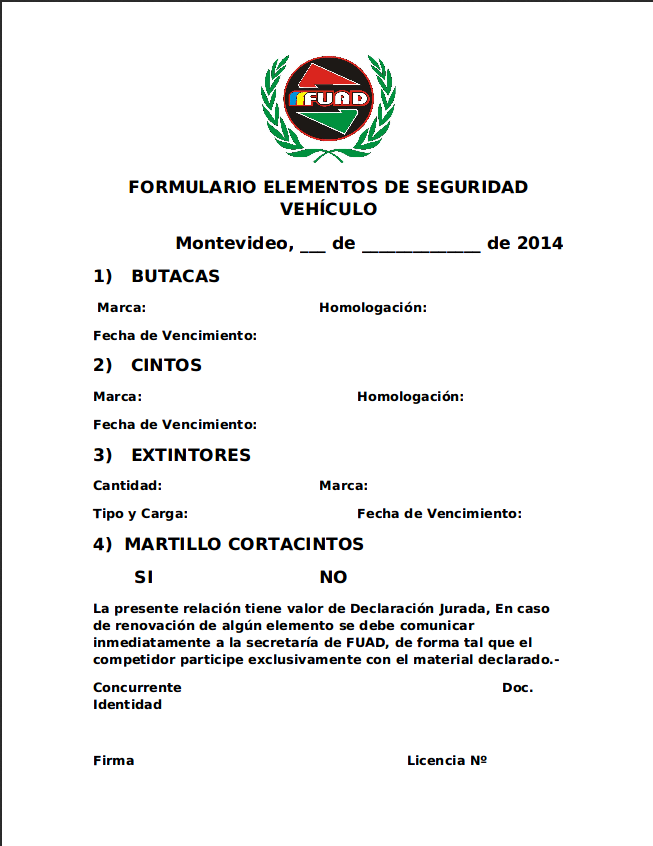 FUAD
FORMULARIO ELEMENTOS DE SEGURIDAD
VEHÍCULO
Montevideo, ___ de ______________ de 2014
1) BUTACAS
Marca: Homologación:
Fecha de Vencimiento:
2) CINTOS
Marca: Homologación:
Fecha de Vencimiento:
3) EXTINTORES
Cantidad: Marca:
Tipo y Carga: Fecha de Vencimiento:
4) MARTILLO CORTACINTOS
SI NO
La presente relación tiene valor de Declaración Jurada, En caso
de renovación de algún elemento se debe comunicar
inmediatamente a la secretaría de FUAD, de forma tal que el
competidor participe exclusivamente con el material declarado.-
Concurrente Doc.
Identidad
Firma Licencia Nº